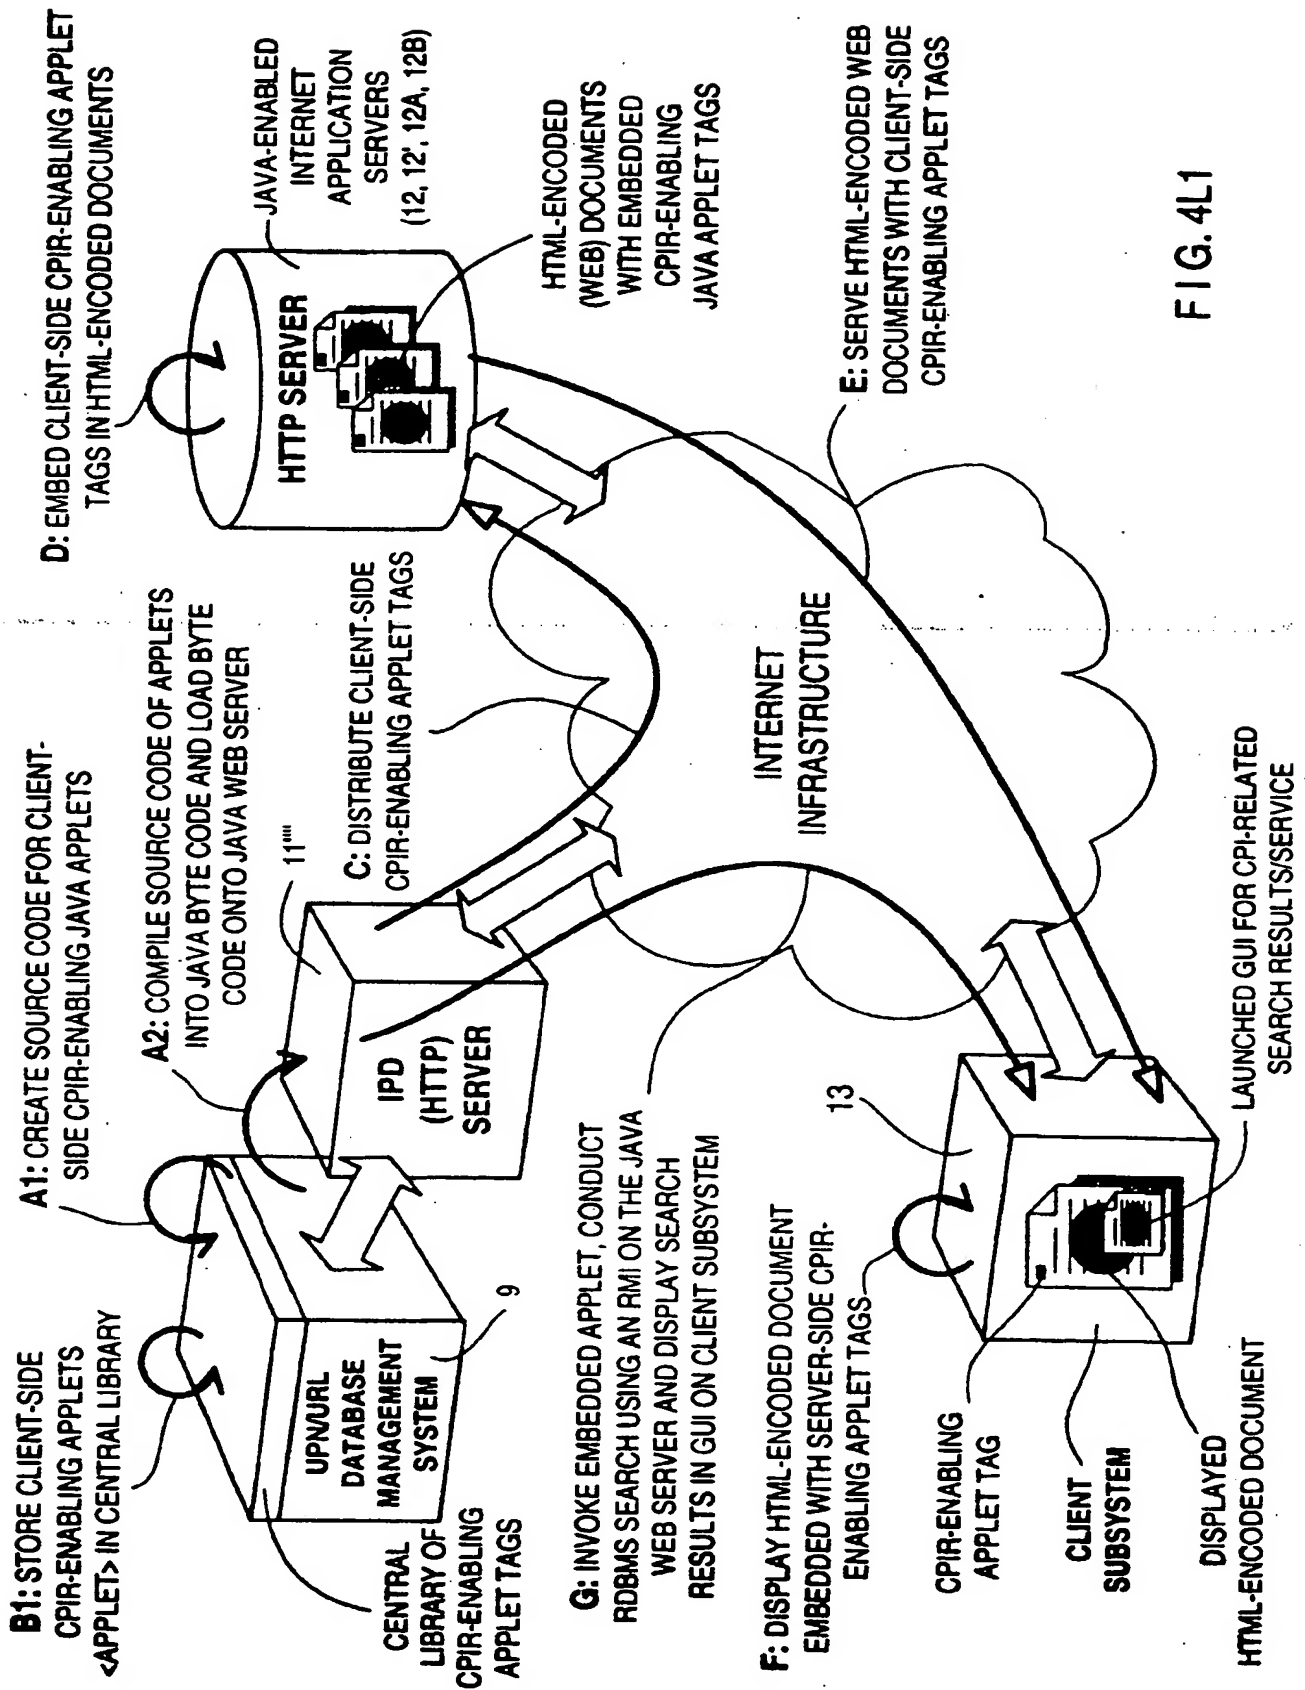 B1: STORE CLIENT-SIDE
CPIR-ENABLING APPLETS
<APPLET> IN CENTRAL LIBRARY
A1: CREATE SOURCE CODE FOR CLIENT-
SIDE CPIR-ENABLING JAVA APPLETS
A2: COMPILE SOURCE CODE OF APPLETS
INTO JAVA BYTE CODE AND LOAD BYTE
CODE ONTO JAVA WEB SERVER
D: EMBED CLIENT-SIDE CPIR-ENABLING APPLET
TAGS IN HTML-ENCODED DOCUMENTS
JAVA-ENABLED
INTERNET
APPLICATION
SERVERS
(12, 12', 12A, 12B)
HTTP SERVER
HTML-ENCODED
(WEB) DOCUMENTS
WITH EMBEDDED
CPIR-ENABLING
JAVA APPLET TAGS
11""'
C: DISTRIBUTE CLIENT-SIDE
CPIR-ENABLING APPLET TAGS
IPD
(HTTP)
SERVER
UPN/URL
DATABASE
MANAGEMENT
SYSTEM
9
CENTRAL
LIBRARY OF
CPIR-ENABLING
APPLET TAGS
G: INVOKE EMBEDDED APPLET, CONDUCT
RDBMS SEARCH USING AN RMI ON THE JAVA
WEB SERVER AND DISPLAY SEARCH
RESULTS IN GUI ON CLIENT SUBSYSTEM
INTERNET
INFRASTRUCTURE
E: SERVE HTML-ENCODED WEB
DOCUMENTS WITH CLIENT-SIDE
CPIR-ENABLING APPLET TAGS
F: DISPLAY HTML-ENCODED DOCUMENT
EMBEDDED WITH SERVER-SIDE CPIR-
ENABLING APPLET TAGS
13
CPIR-ENABLING
APPLET TAG
CLIENT
SUBSYSTEM
DISPLAYED
HTML-ENCODED DOCUMENT
LAUNCHED GUI FOR CPI-RELATED
SEARCH RESULTS/SERVICE
FIG. 4L1